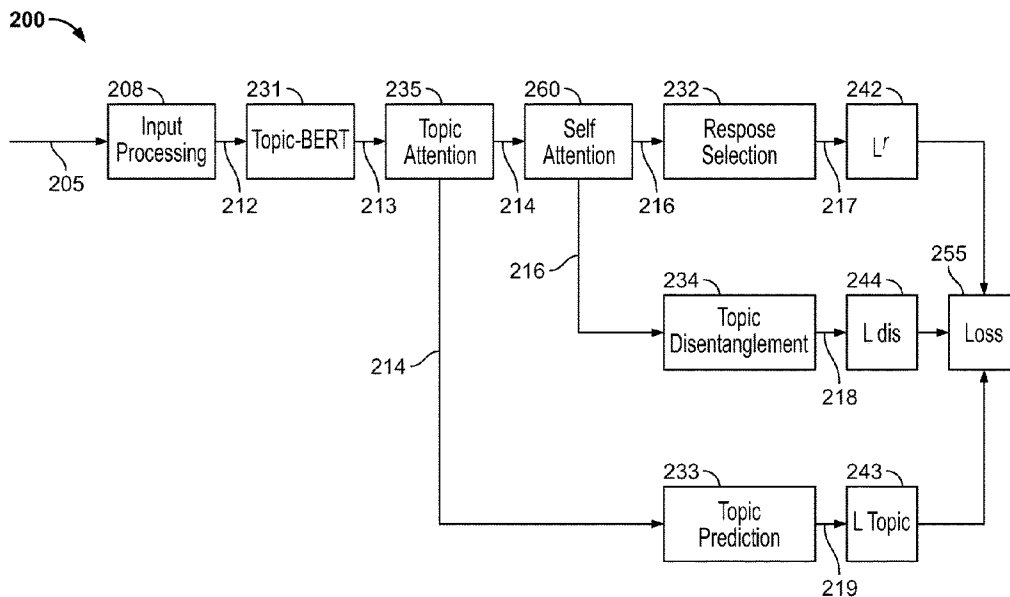 200
208
231
235
260
232
242
Input
Processing
Topic-BERT
Topic
Attention
Self
Attention
Respose
Selection
Lʳ
205
212
213
214
216
217
216
234
244
255
Topic
Disentanglement
L dis
Loss
214
218
233
243
Topic
Prediction
L Topic
219